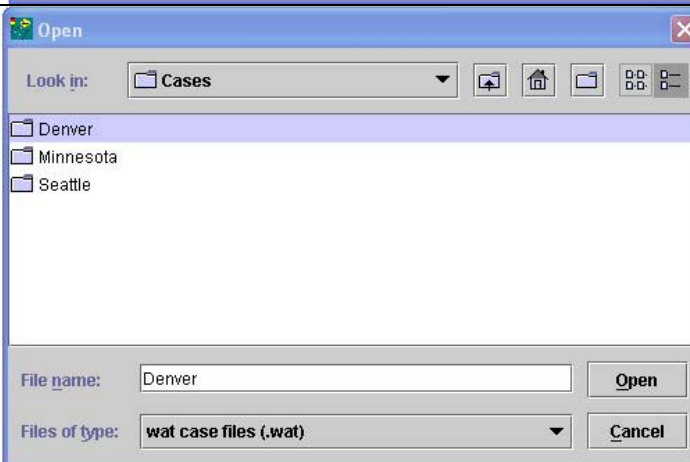 Open
Look in: Cases
Denver
Minnesota
Seattle
File name: Denver Open
Files of type: wat case files (.wat) Cancel